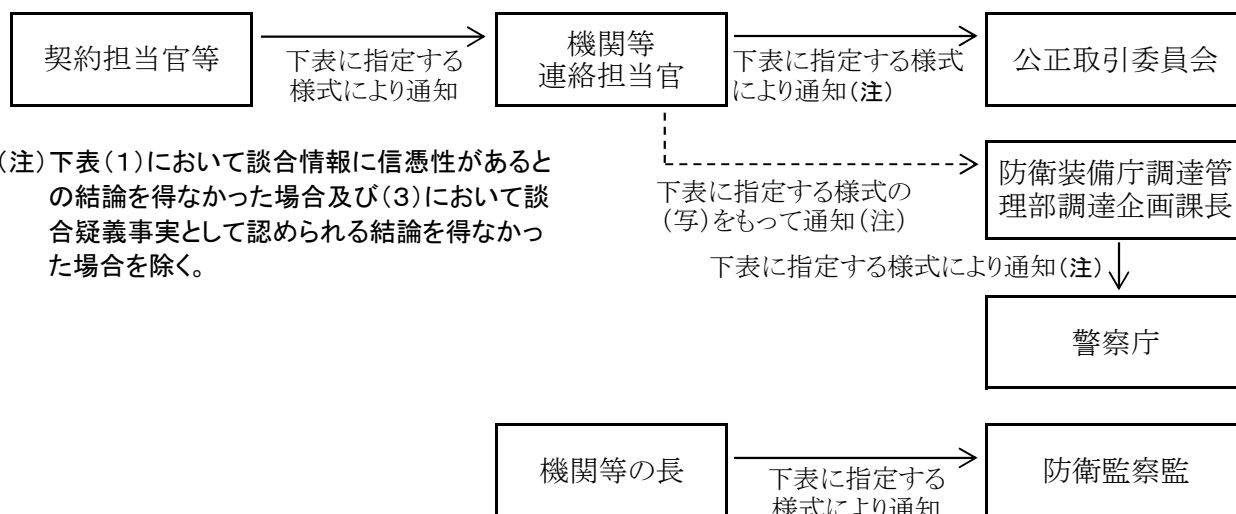 契約担当官等
下表に指定する
様式により通知
機関等
連絡担当官
下表に指定する様式
により通知(注)
公正取引委員会
(注)下表(1)において談合情報に信憑性があると
の結論を得なかった場合及び(3)において談
合疑義事実として認められる結論を得なかっ
た場合を除く。
下表に指定する様式の
(写)をもって通知(注)
防衛装備庁調達管
理部調達企画課長
下表に指定する様式により通知(注)
警察庁
機関等の長
下表に指定する
様式により通知
防衛監察監